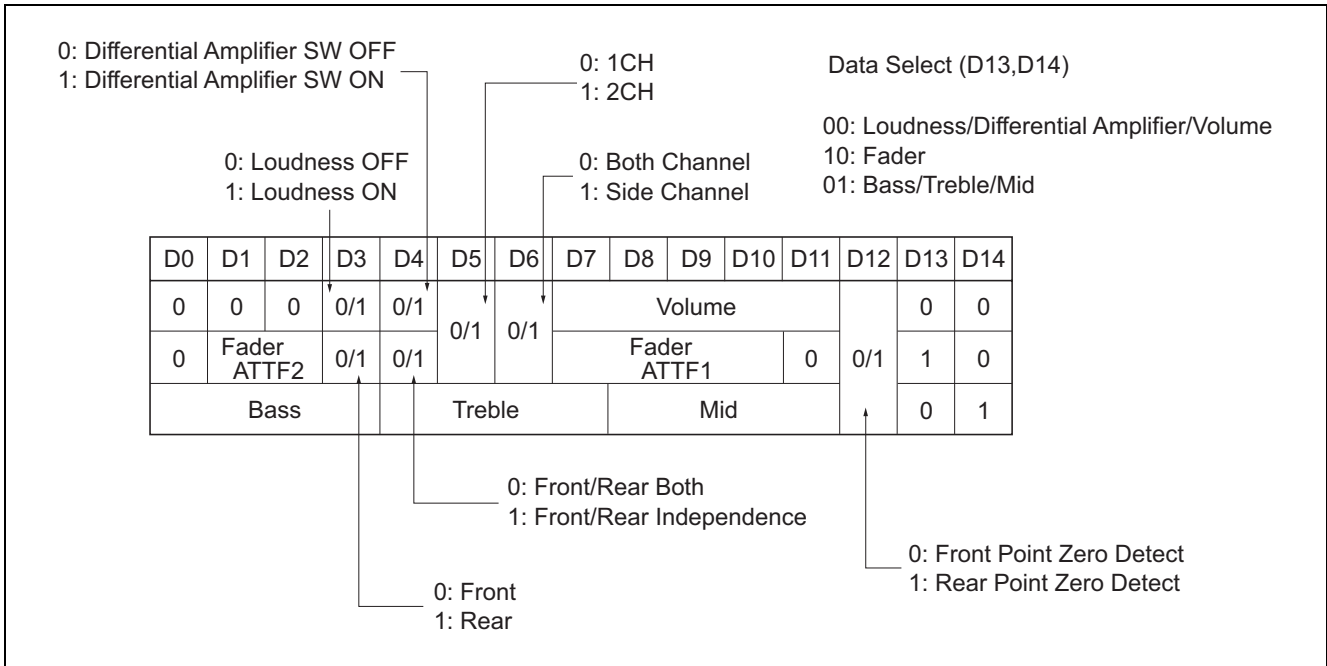 0: Differential Amplifier SW OFF
1: Differential Amplifier SW ON
0: 1CH
1: 2CH
Data Select (D13,D14)
00: Loudness/Differential Amplifier/Volume
10: Fader
01: Bass/Treble/Mid
0: Loudness OFF
1: Loudness ON
0: Both Channel
1: Side Channel
D0 D1 D2 D3 D4 D5 D6 D7 D8 D9 D10 D11 D12 D13 D14
0 0 0 0/1 0/1 0/1 0/1 Volume 0/1 0 0
0 Fader ATTF2 0/1 0/1 Fader ATTF1 0 1 0
Bass Treble Mid 0 1
0: Front/Rear Both
1: Front/Rear Independence
0: Front Point Zero Detect
1: Rear Point Zero Detect
0: Front
1: Rear